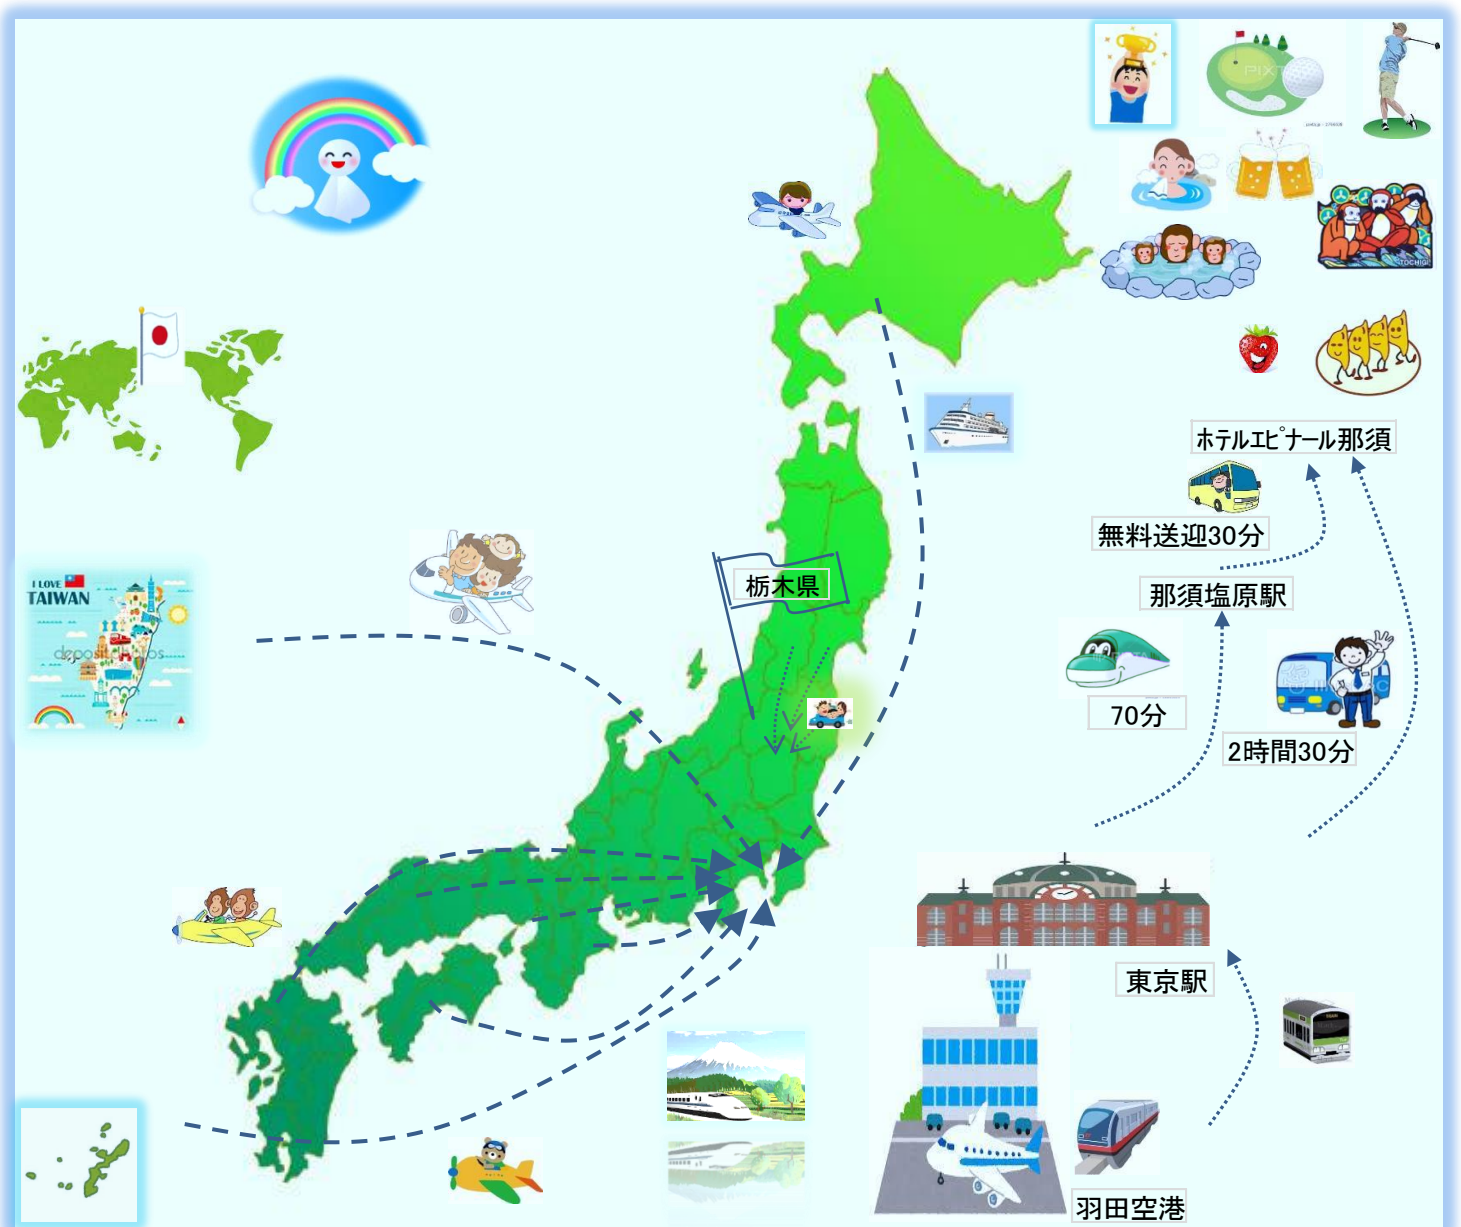 ホテルエピナール那須
無料送迎30分
那須塩原駅
70分
2時間30分
栃木県
I LOVE
TAIWAN
depositphotos
TOCHIGI
東京駅
羽田空港